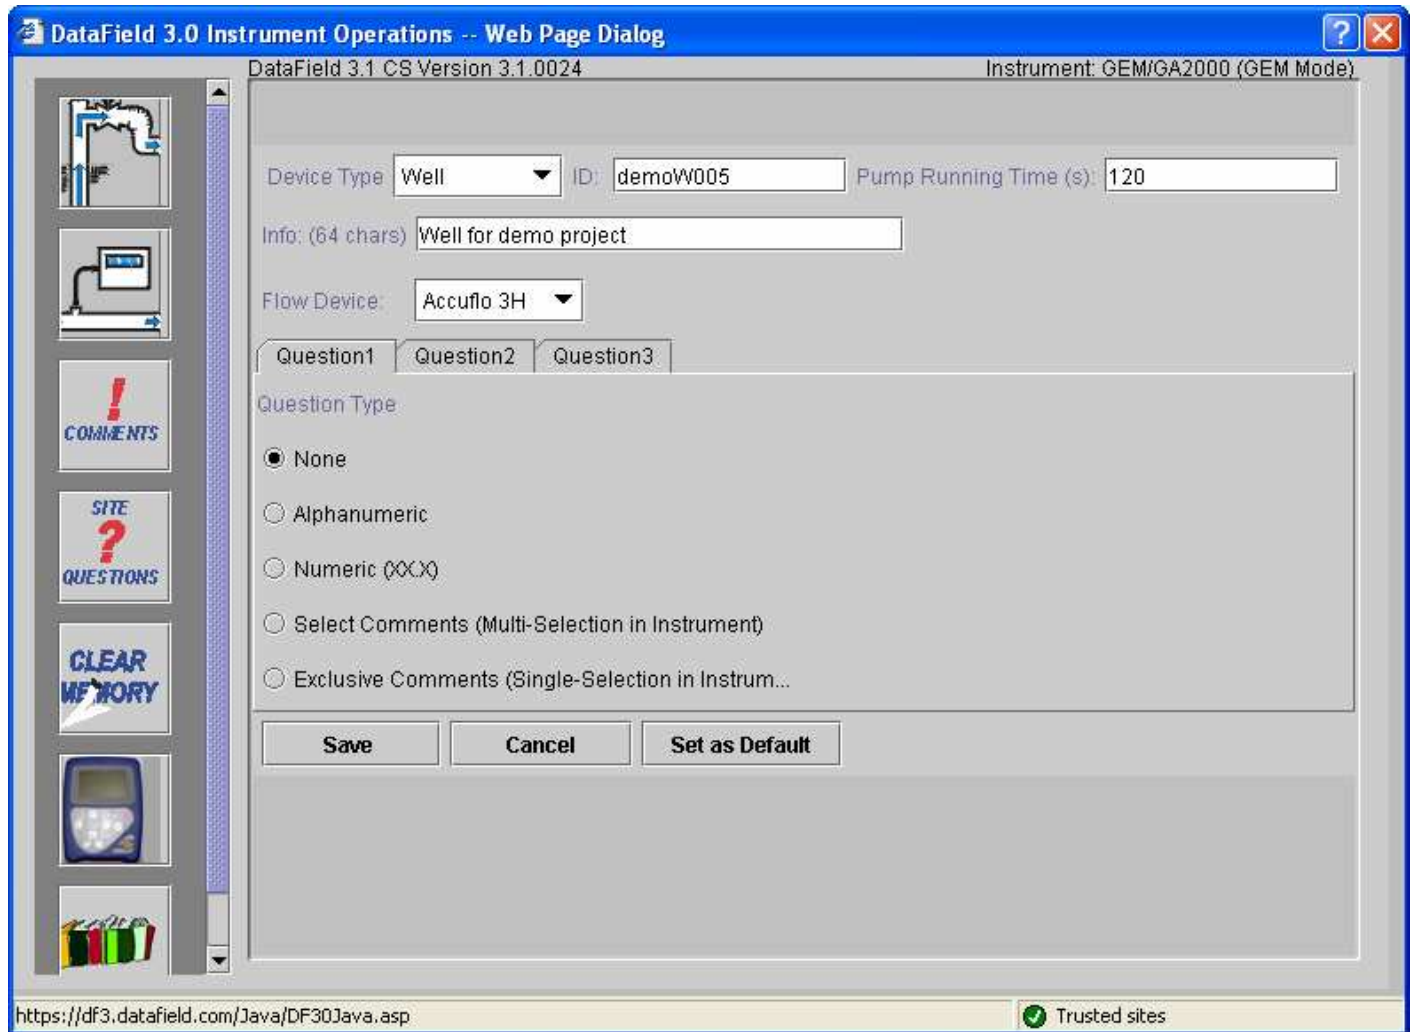 DataField 3.0 Instrument Operations -- Web Page Dialog
DataField 3.1 CS Version 3.1.0024 Instrument: GEM/GA2000 (GEM Mode)
Device Type Well ID: demoW005 Pump Running Time (s): 120
Info: (64 chars) Well for demo project
Flow Device: Accuflo 3H
Question1 Question2 Question3
Question Type
None
Alphanumeric
Numeric (XX.X)
Select Comments (Multi-Selection in Instrument)
Exclusive Comments (Single-Selection in Instrum...
Save Cancel Set as Default
!
COMMENTS
SITE
?
QUESTIONS
CLEAR
MEMORY
https://df3.datafield.com/Java/DF30Java.asp Trusted sites